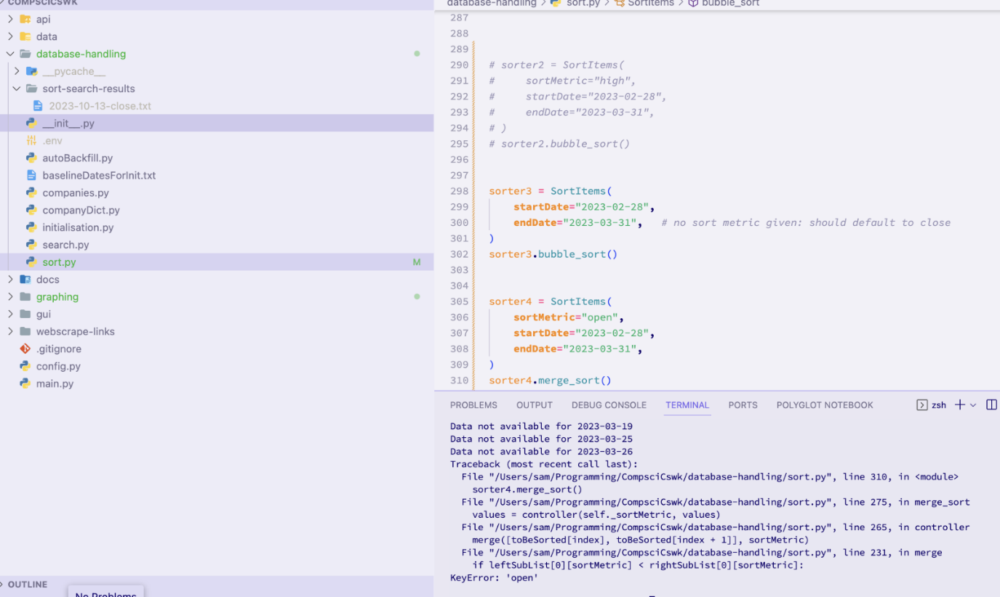 COMPSCICSWK
api
data
database-handling
__pycache__
sort-search-results
2023-10-13-close.txt
__init__.py
.env
autoBackfill.py
baselineDatesForInit.txt
companies.py
companyDict.py
initialisation.py
search.py
sort.py M
docs
graphing
gui
webscrape-links
.gitignore
config.py
main.py
OUTLINE
No Problems
database-handling > sort.py > SortItems > bubble_sort
287
288
289
290 # sorter2 = SortItems(
291 #     sortMetric="high",
292 #     startDate="2023-02-28",
293 #     endDate="2023-03-31",
294 # )
295 # sorter2.bubble_sort()
296
297
298 sorter3 = SortItems(
299     startDate="2023-02-28",
300     endDate="2023-03-31",   # no sort metric given: should default to close
301 )
302 sorter3.bubble_sort()
303
304
305 sorter4 = SortItems(
306     sortMetric="open",
307     startDate="2023-02-28",
308     endDate="2023-03-31",
309 )
310 sorter4.merge_sort()
PROBLEMS OUTPUT DEBUG CONSOLE TERMINAL PORTS POLYGLOT NOTEBOOK zsh
Data not available for 2023-03-19
Data not available for 2023-03-25
Data not available for 2023-03-26
Traceback (most recent call last):
  File "/Users/sam/Programming/CompsciCswk/database-handling/sort.py", line 310, in <module>
    sorter4.merge_sort()
  File "/Users/sam/Programming/CompsciCswk/database-handling/sort.py", line 275, in merge_sort
    values = controller(self._sortMetric, values)
  File "/Users/sam/Programming/CompsciCswk/database-handling/sort.py", line 265, in controller
    merge([toBeSorted[index], toBeSorted[index + 1]], sortMetric)
  File "/Users/sam/Programming/CompsciCswk/database-handling/sort.py", line 231, in merge
    if leftSubList[0][sortMetric] < rightSubList[0][sortMetric]:
KeyError: 'open'